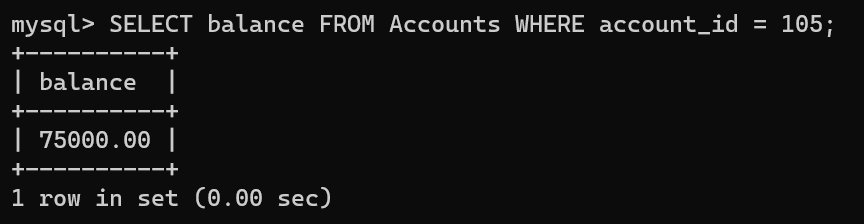 mysql> SELECT balance FROM Accounts WHERE account_id = 105;
+----------+
| balance  |
+----------+
| 75000.00 |
+----------+
1 row in set (0.00 sec)